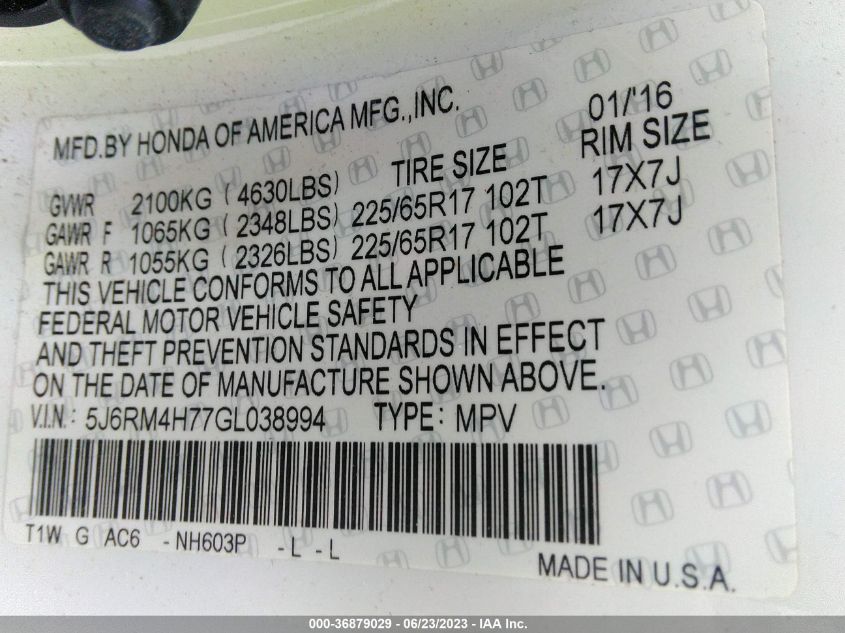 MFD.BY HONDA OF AMERICA MFG.,INC. 01/'16
TIRE SIZE RIM SIZE
GVWR 2100KG (4630LBS)
GAWR F 1065KG (2348LBS) 225/65R17 102T 17X7J
GAWR R 1055KG (2326LBS) 225/65R17 102T 17X7J
THIS VEHICLE CONFORMS TO ALL APPLICABLE
FEDERAL MOTOR VEHICLE SAFETY
AND THEFT PREVENTION STANDARDS IN EFFECT
ON THE DATE OF MANUFACTURE SHOWN ABOVE.
V.I.N.: 5J6RM4H77GL038994 TYPE: MPV
T1W G AC6 -NH603P -L -L
MADE IN U.S.A.
000-36879029 - 06/23/2023 - IAA Inc.